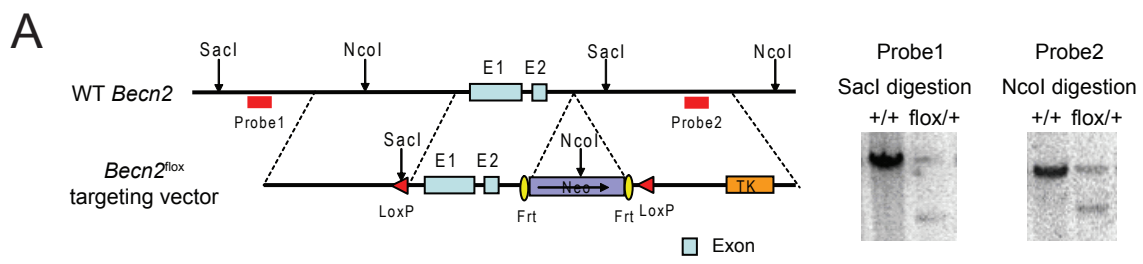 A
SacI NcoI SacI NcoI
E1 E2
WT Becn2
Probe1 Probe2
SacI NcoI
E1 E2
Becn2flox
targeting vector
Neo TK
LoxP Frt Frt LoxP
Exon
Probe1 Probe2
SacI digestion NcoI digestion
+/+ flox/+ +/+ flox/+